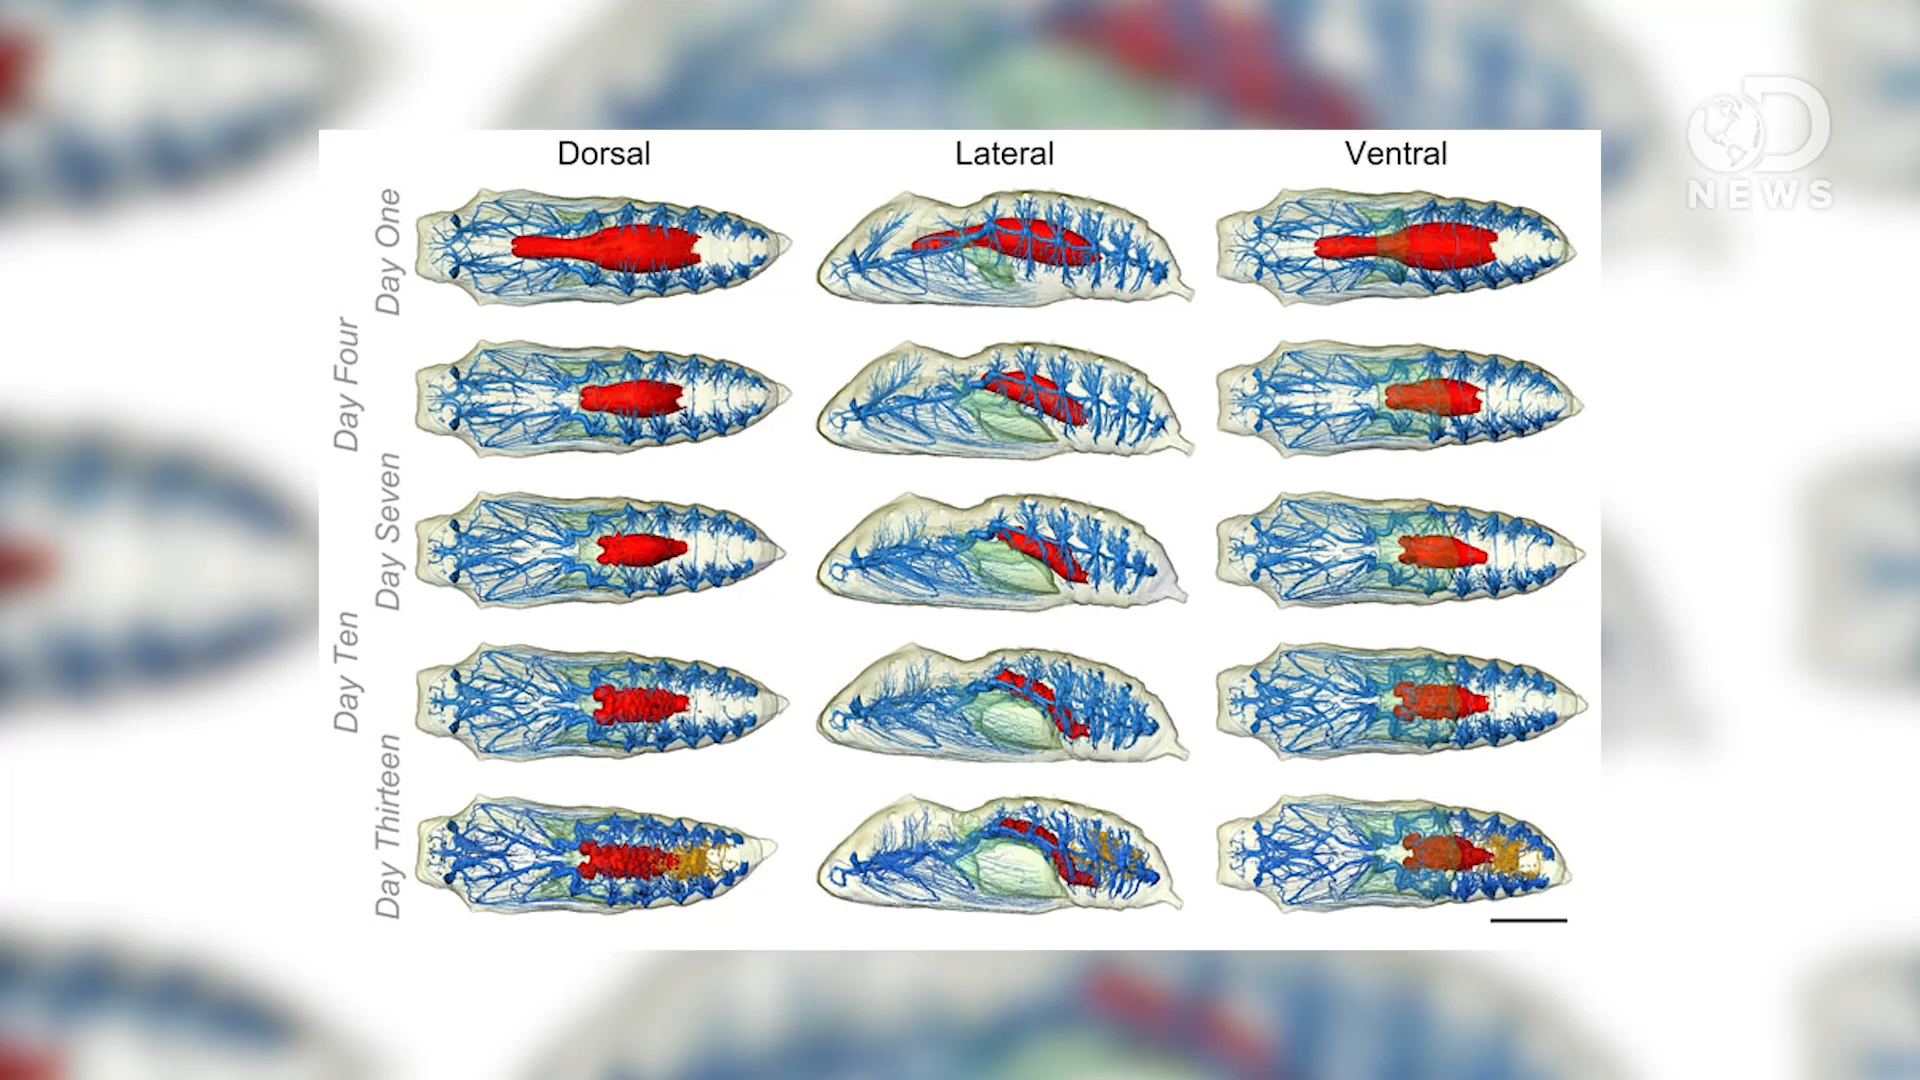 Dorsal Lateral Ventral
Day One
Day Four
Day Seven
Day Ten
Day Thirteen
D
NEWS